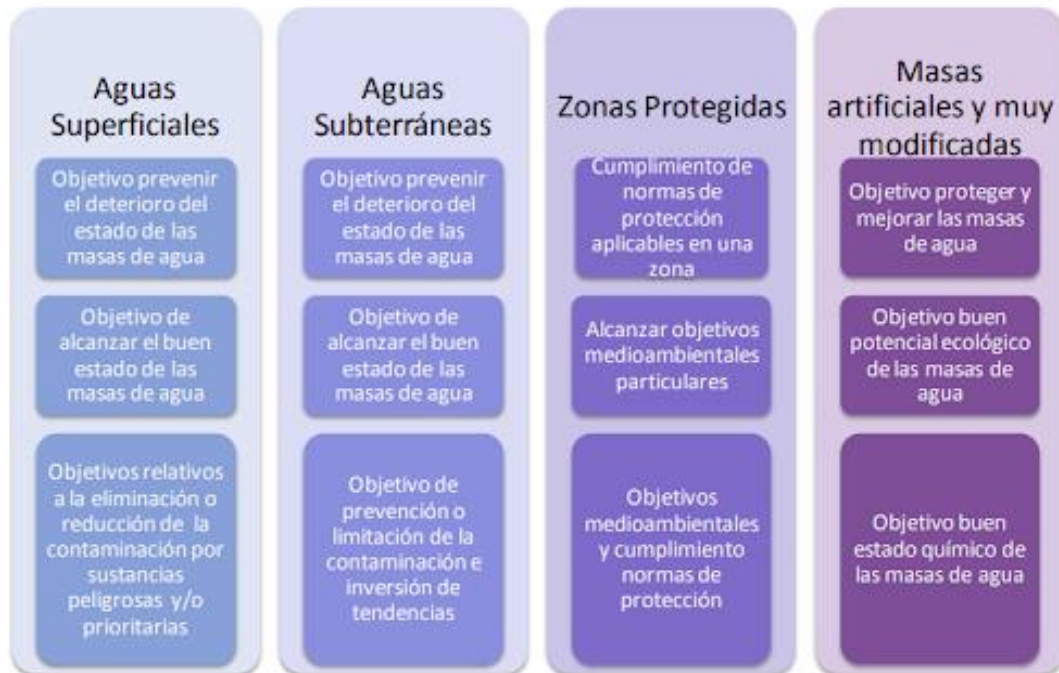 Aguas
Superficiales
Objetivo prevenir
el deterioro del
estado de las
masas de agua
Objetivo de
alcanzar el buen
estado de las
masas de agua
Objetivos relativos
a la eliminación o
reducción de la
contaminación por
sustancias
peligrosas y/o
prioritarias
Aguas
Subterráneas
Objetivo prevenir
el deterioro del
estado de las
masas de agua
Objetivo de
alcanzar el buen
estado de las
masas de agua
Objetivo de
prevención o
limitación de la
contaminación e
inversión de
tendencias
Zonas Protegidas
Cumplimiento de
normas de
protección
aplicables en una
zona
Alcanzar objetivos
medioambientales
particulares
Objetivos
medioambientales
y cumplimiento
normas de
protección
Masas
artificiales y muy
modificadas
Objetivo proteger y
mejorar las masas
de agua
Objetivo buen
potencial ecológico
de las masas de
agua
Objetivo buen
estado químico de
las masas de agua